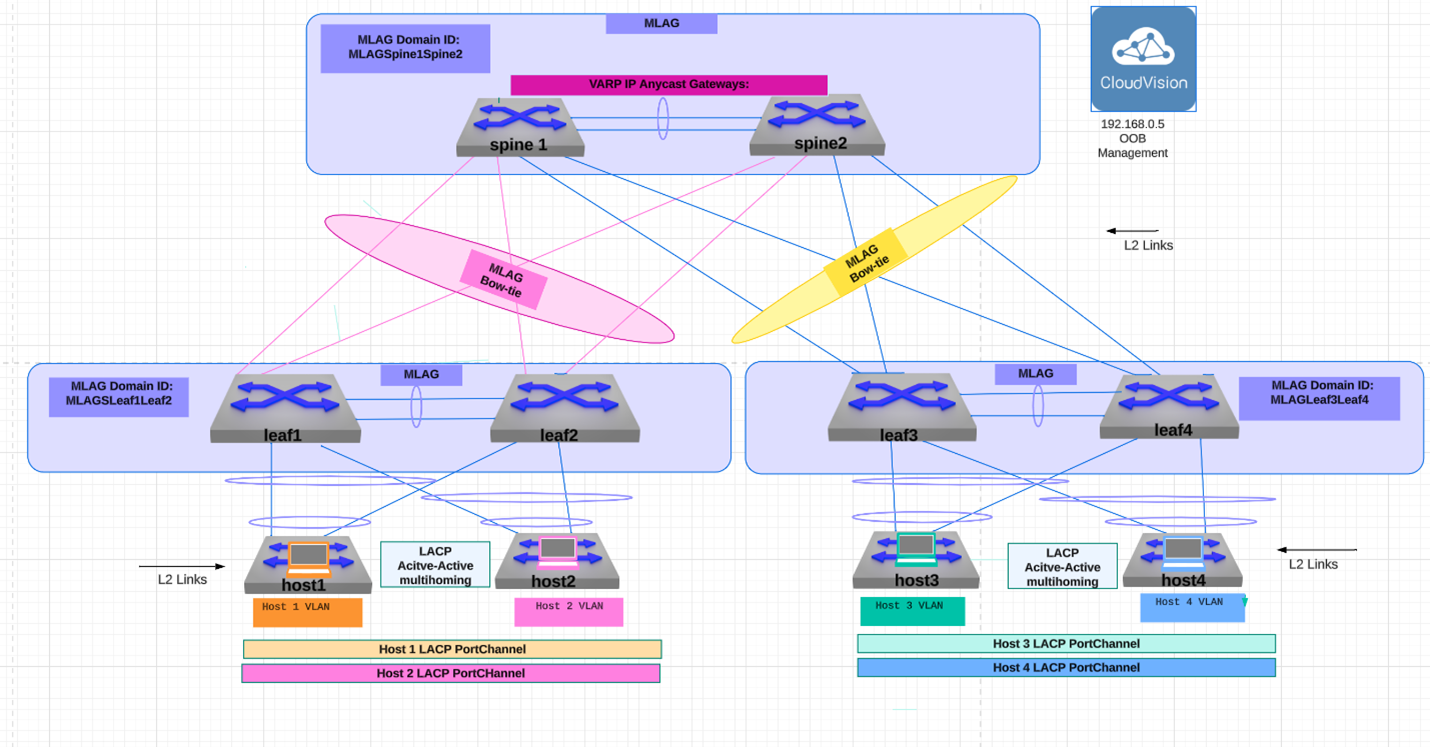 MLAG
MLAG Domain ID:
MLAGSpine1Spine2
VARP IP Anycast Gateways:
spine 1
spine2
CloudVision
192.168.0.5
OOB
Management
MLAG
Bow-tie
MLAG
Bow-tie
L2 Links
MLAG Domain ID:
MLAGSLeaf1Leaf2
MLAG
leaf1
leaf2
MLAG
MLAG Domain ID:
MLAGLeaf3Leaf4
leaf3
leaf4
L2 Links
host1
LACP
Acitve-Active
multihoming
host2
host3
LACP
Acitve-Active
multihoming
host4
L2 Links
Host 1 VLAN
Host 2 VLAN
Host 3 VLAN
Host 4 VLAN
Host 1 LACP PortChannel
Host 2 LACP PortCHannel
Host 3 LACP PortChannel
Host 4 LACP PortChannel